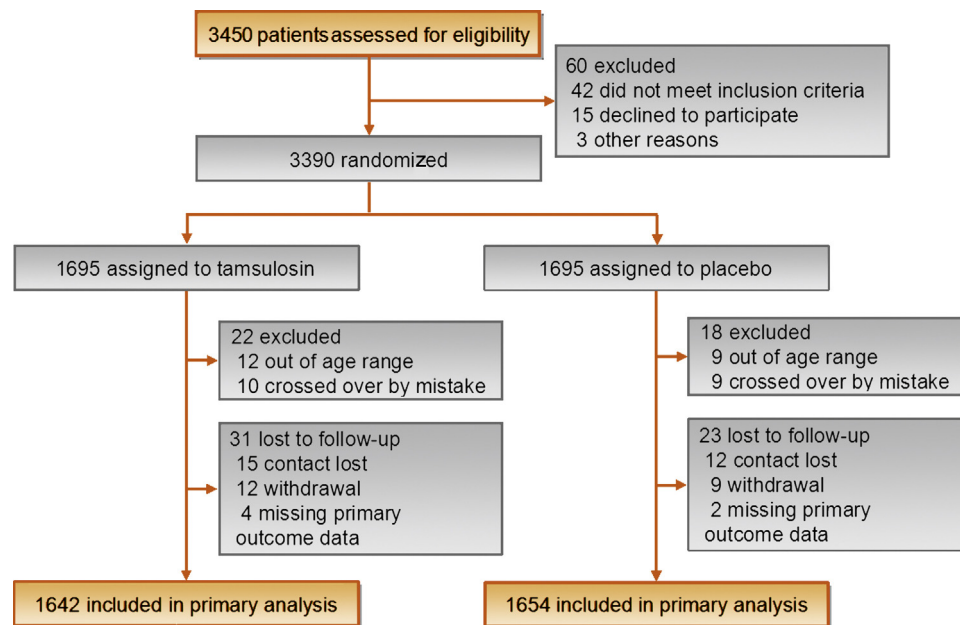 3450 patients assessed for eligibility
60 excluded
42 did not meet inclusion criteria
15 declined to participate
3 other reasons
3390 randomized
1695 assigned to tamsulosin
1695 assigned to placebo
22 excluded
12 out of age range
10 crossed over by mistake
18 excluded
9 out of age range
9 crossed over by mistake
31 lost to follow-up
15 contact lost
12 withdrawal
4 missing primary
outcome data
23 lost to follow-up
12 contact lost
9 withdrawal
2 missing primary
outcome data
1642 included in primary analysis
1654 included in primary analysis